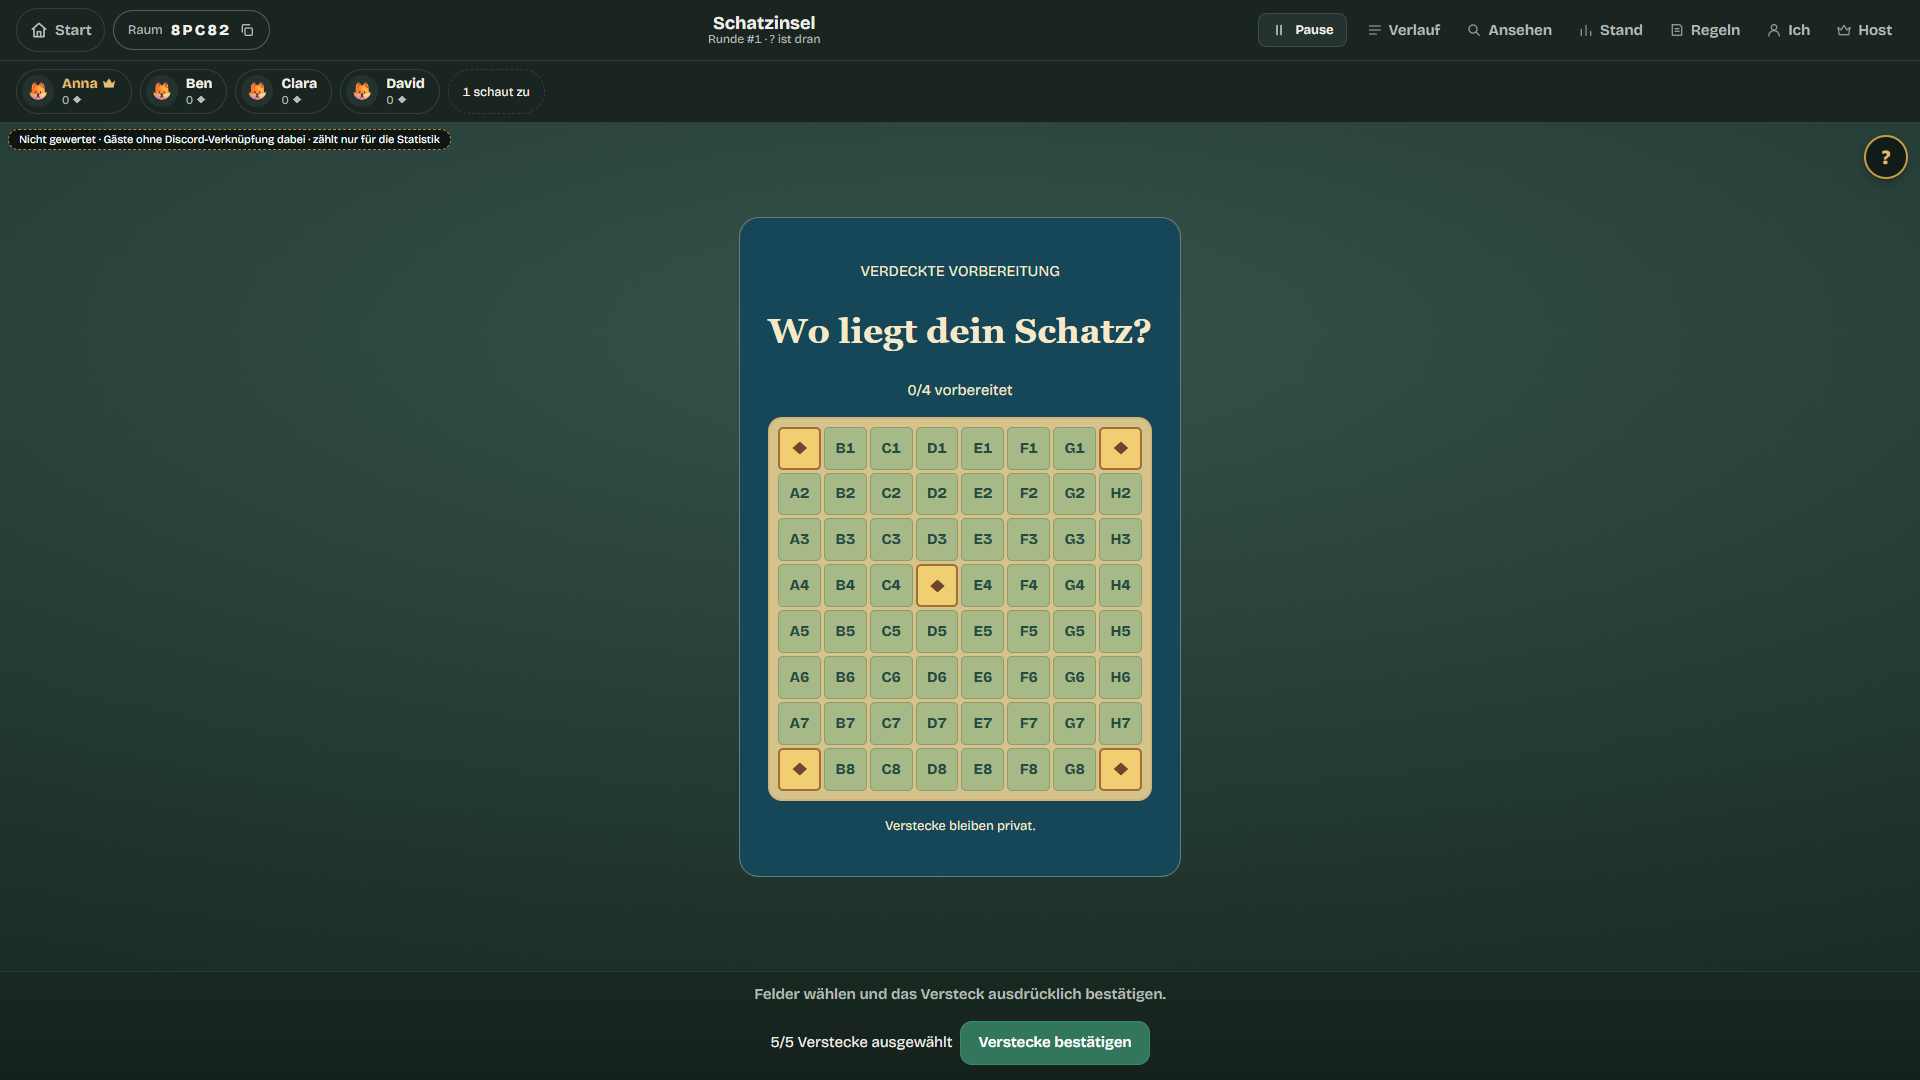 Start
Raum 8PC82
Schatzinsel
Runde #1 · ? ist dran
Pause
Verlauf
Ansehen
Stand
Regeln
Ich
Host
Anna
0
Ben
0
Clara
0
David
0
1 schaut zu
Nicht gewertet · Gäste ohne Discord-Verknüpfung dabei · zählt nur für die Statistik
?
VERDECKTE VORBEREITUNG
Wo liegt dein Schatz?
0/4 vorbereitet
B1 C1 D1 E1 F1 G1
A2 B2 C2 D2 E2 F2 G2 H2
A3 B3 C3 D3 E3 F3 G3 H3
A4 B4 C4 E4 F4 G4 H4
A5 B5 C5 D5 E5 F5 G5 H5
A6 B6 C6 D6 E6 F6 G6 H6
A7 B7 C7 D7 E7 F7 G7 H7
B8 C8 D8 E8 F8 G8
Verstecke bleiben privat.
Felder wählen und das Versteck ausdrücklich bestätigen.
5/5 Verstecke ausgewählt
Verstecke bestätigen